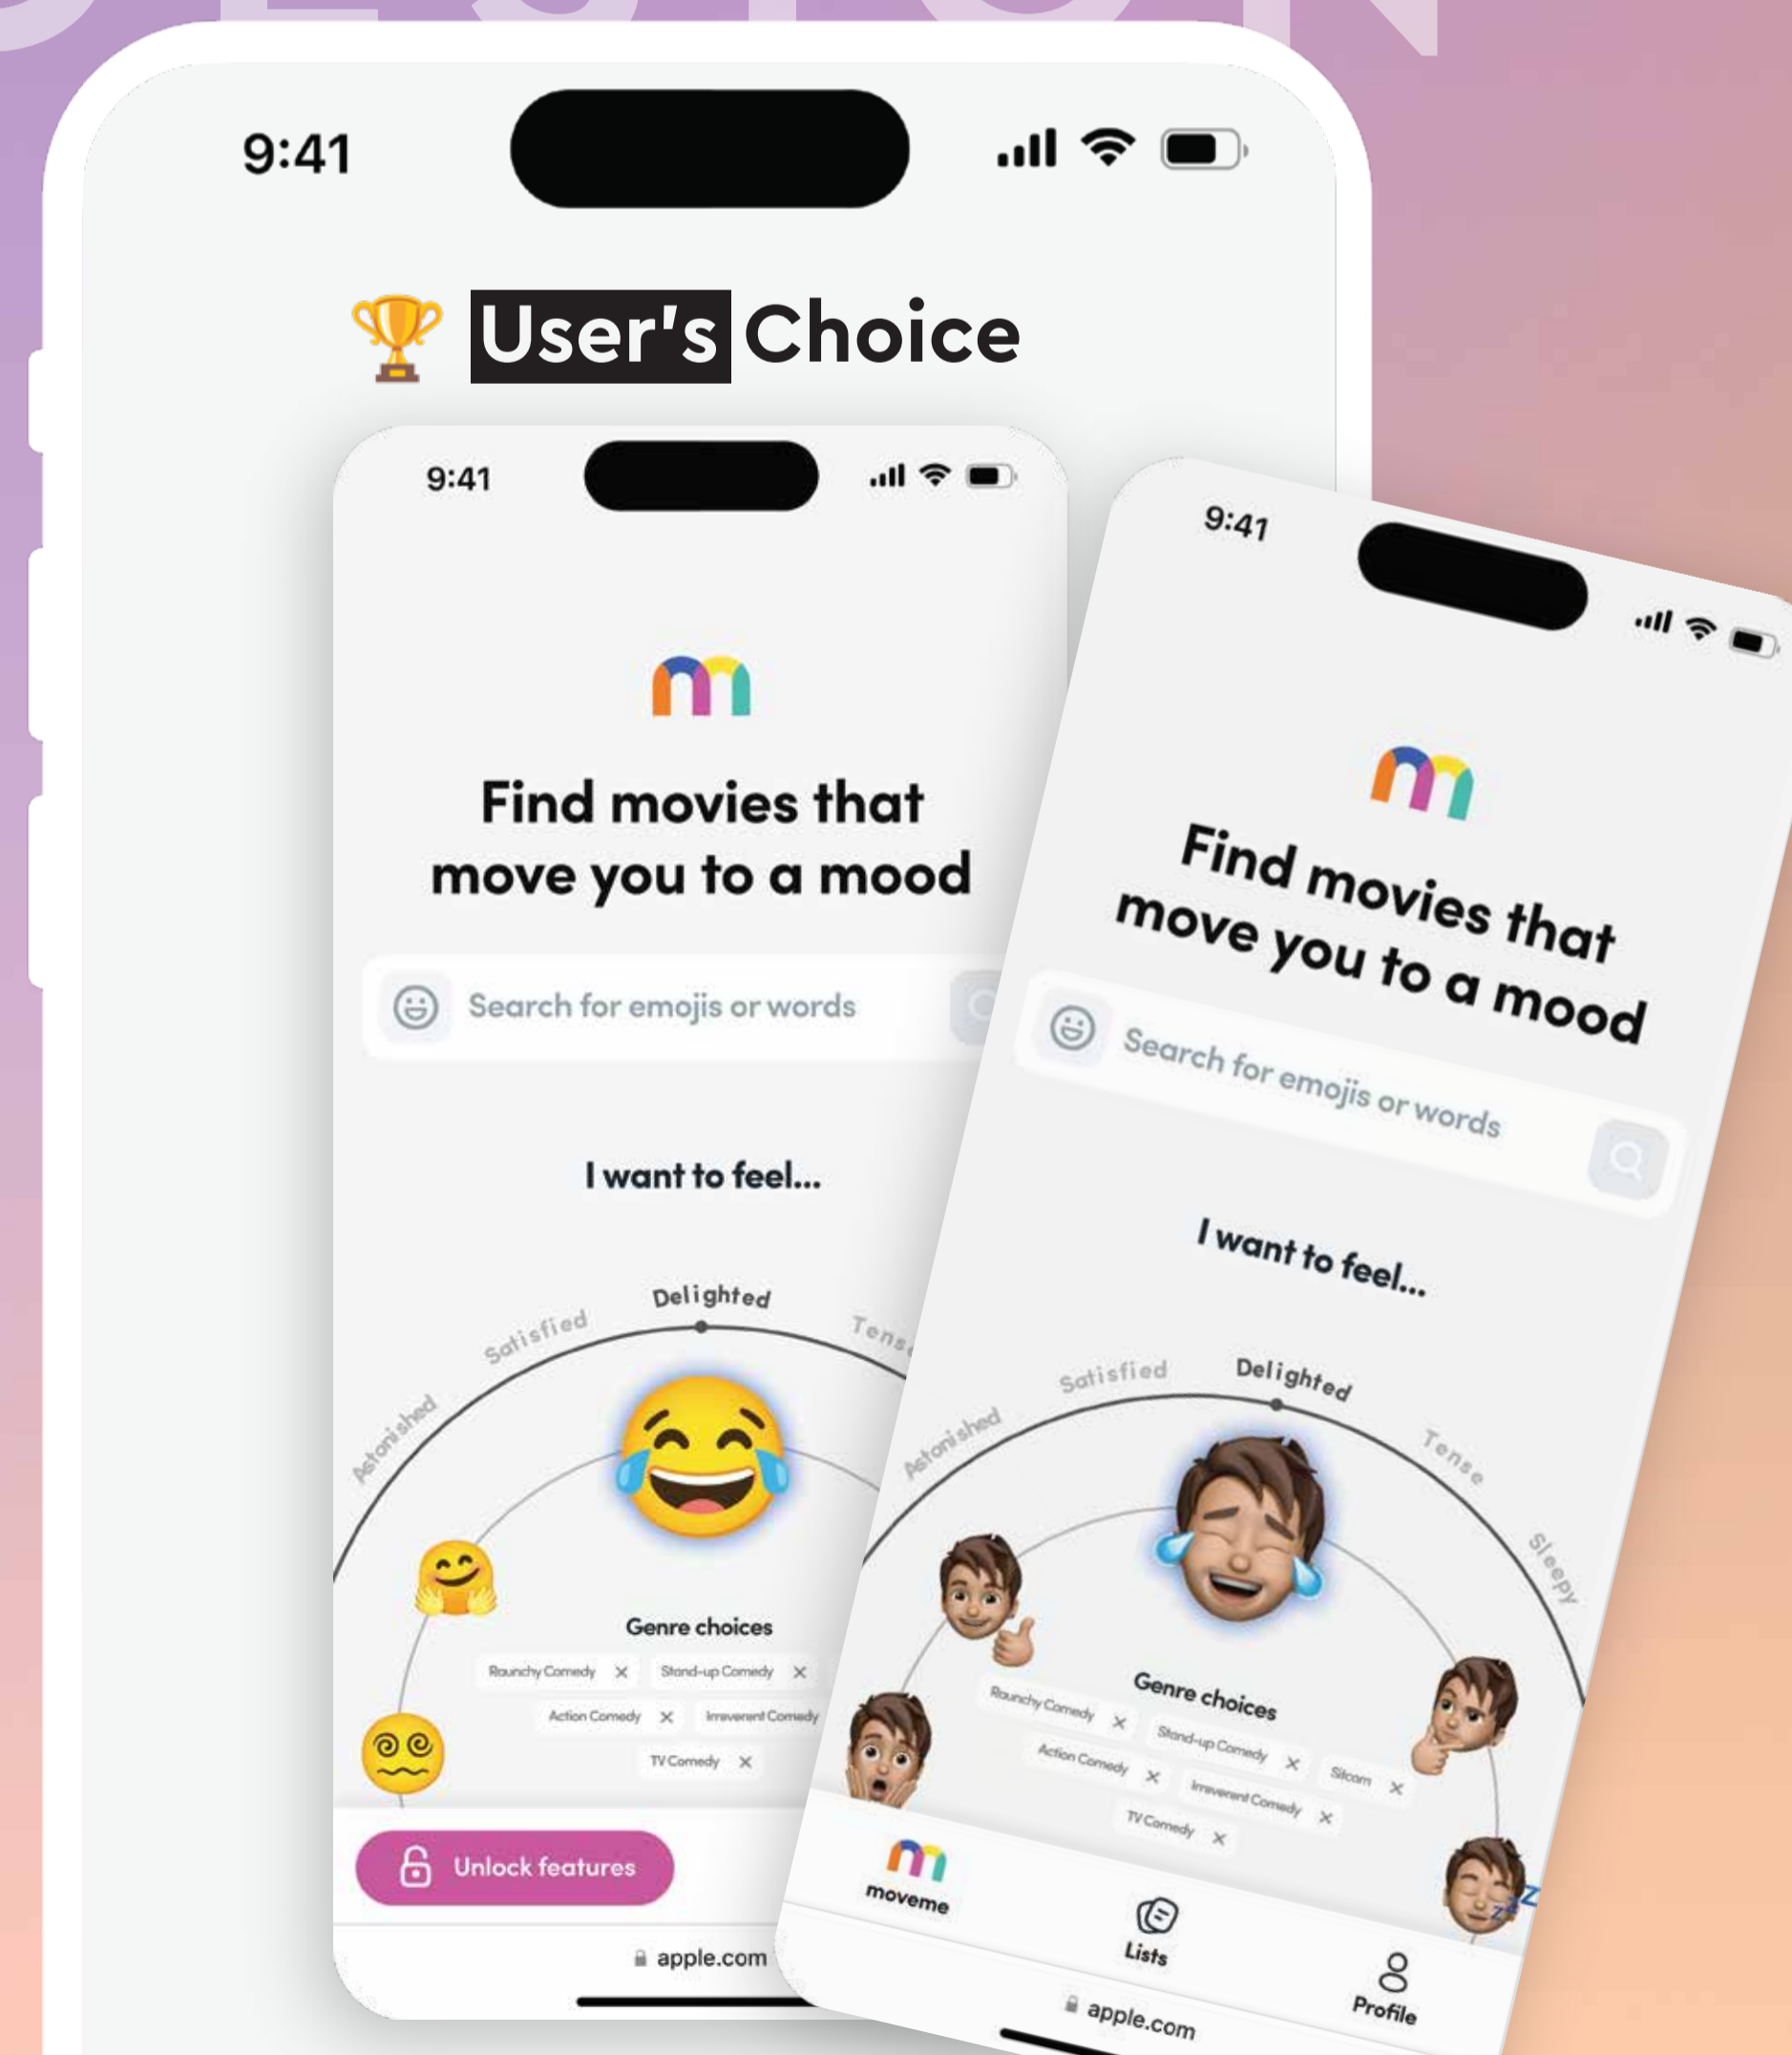 9:41
🏆 User's Choice
9:41
Find movies that
move you to a mood
Search for emojis or words
I want to feel...
Astonished
Satisfied
Delighted
Genre choices
Raunchy Comedy ×
Stand-up Comedy ×
Action Comedy ×
Irreverent Comedy
TV Comedy ×
Unlock features
apple.com
9:41
Find movies that
move you to a mood
Search for emojis or words
I want to feel...
Astonished
Satisfied
Delighted
Tense
Sleepy
Genre choices
Raunchy Comedy ×
Stand-up Comedy ×
Sitcom ×
Action Comedy ×
Irreverent Comedy ×
TV Comedy ×
moveme
Lists
Profile
apple.com